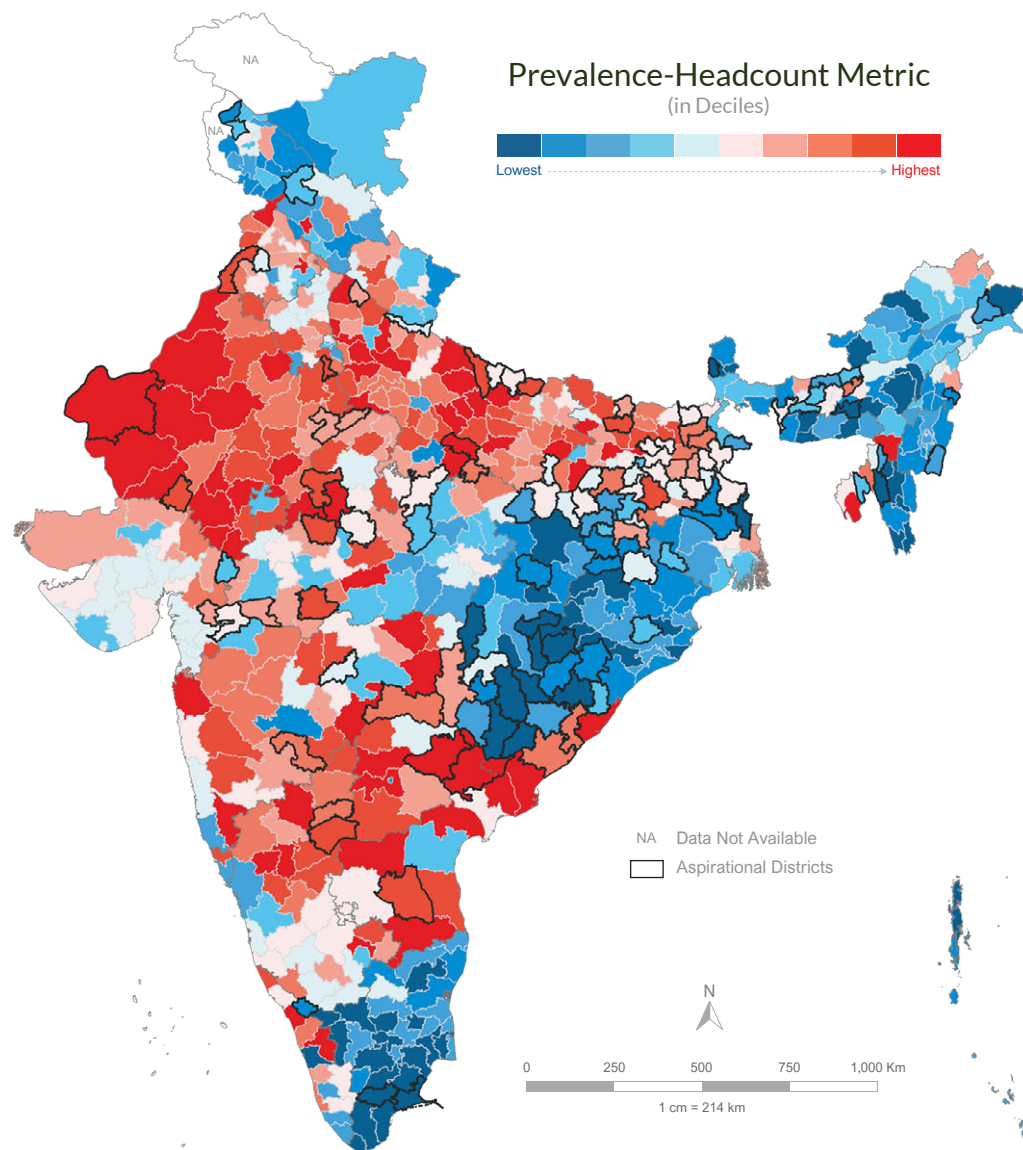 NA
Prevalence-Headcount Metric
(in Deciles)
NA
Lowest
Highest
NA Data Not Available
Aspirational Districts
N
0 250 500 750 1,000 Km
1 cm = 214 km